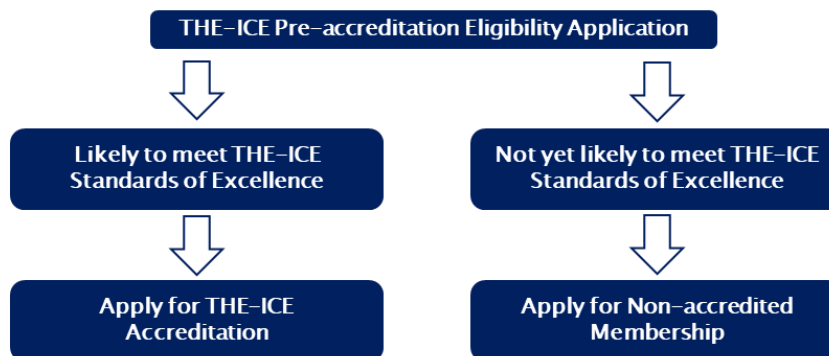 THE-ICE Pre-accreditation Eligibility Application
Likely to meet THE-ICE
Standards of Excellence
Not yet likely to meet THE-ICE
Standards of Excellence
Apply for THE-ICE
Accreditation
Apply for Non-accredited
Membership